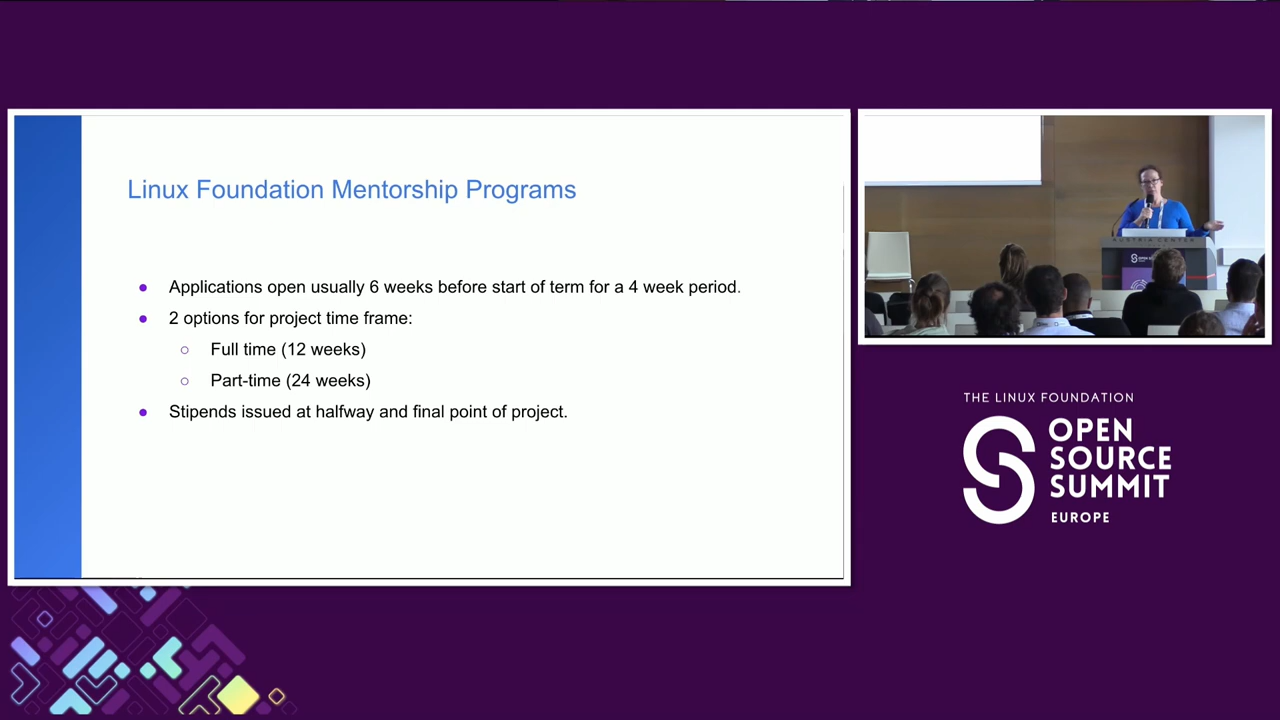 Linux Foundation Mentorship Programs
Applications open usually 6 weeks before start of term for a 4 week period.
2 options for project time frame:
Full time (12 weeks)
Part-time (24 weeks)
Stipends issued at halfway and final point of project.
AUSTRIA CENTER
THE LINUX FOUNDATION
OPEN
SOURCE
SUMMIT
EUROPE